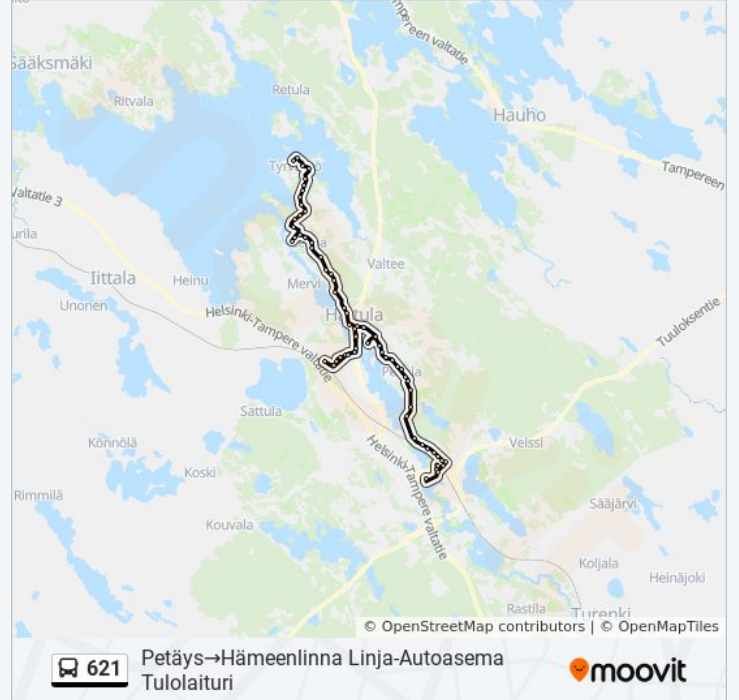 mpereen valtatie
Sääksmäki
Retula
Ritvala
Hauho
Tampereen
Valtatie 3
Valtee
Iittala
Heinu
Mervi
Unonen
Helsinki-Tampere valtatie
Hattula
Tuuloksentie
Sattula
Könnölä
Helsinki-Tampere valtatie
Velssi
Koski
Rimmilä
Sääjärvi
Kouvala
Koljala
Heinäjoki
Rastila
Turenki
© OpenStreetMap contributors | © OpenMapTiles
621
Petäys→Hämeenlinna Linja-Autoasema
Tulolaituri
moovit